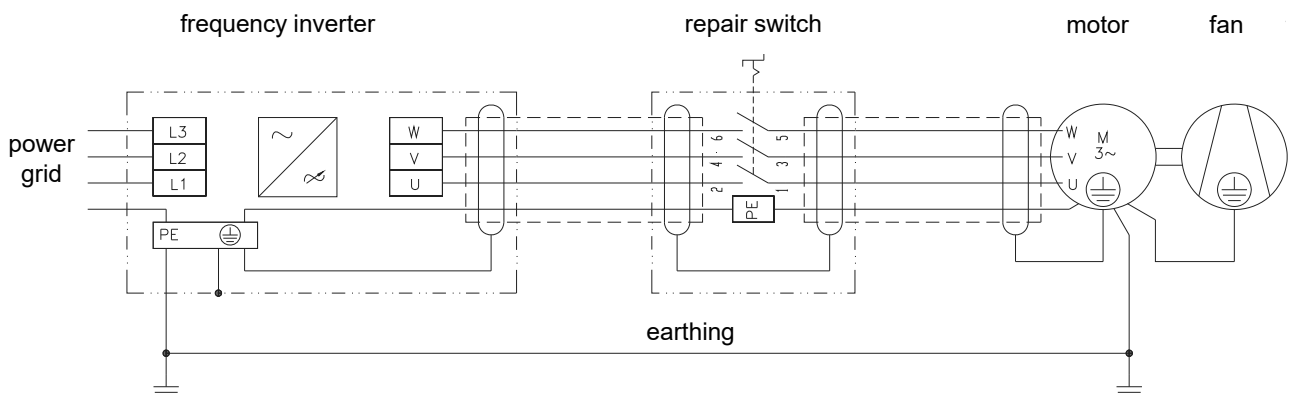 frequency inverter
repair switch
motor
fan
power
grid
L3
L2
L1
W
V
U
6
4
2
5
3
1
W
V
U
M
3~
PE
PE
earthing